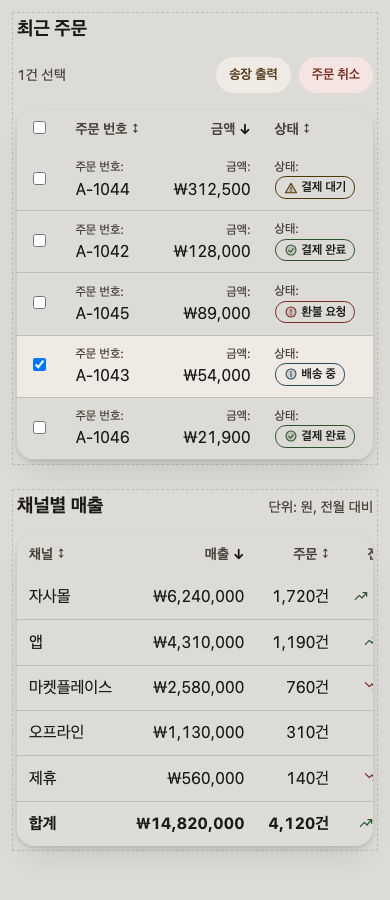 최근 주문
1건 선택 송장 출력 주문 취소
주문 번호 금액 상태
주문 번호: 금액: 상태:
A-1044 ₩312,500 결제 대기
주문 번호: 금액: 상태:
A-1042 ₩128,000 결제 완료
주문 번호: 금액: 상태:
A-1045 ₩89,000 환불 요청
주문 번호: 금액: 상태:
A-1043 ₩54,000 배송 중
주문 번호: 금액: 상태:
A-1046 ₩21,900 결제 완료
채널별 매출 단위: 원, 전월 대비
채널 매출 주문
자사몰 ₩6,240,000 1,720건
앱 ₩4,310,000 1,190건
마켓플레이스 ₩2,580,000 760건
오프라인 ₩1,130,000 310건
제휴 ₩560,000 140건
합계 ₩14,820,000 4,120건